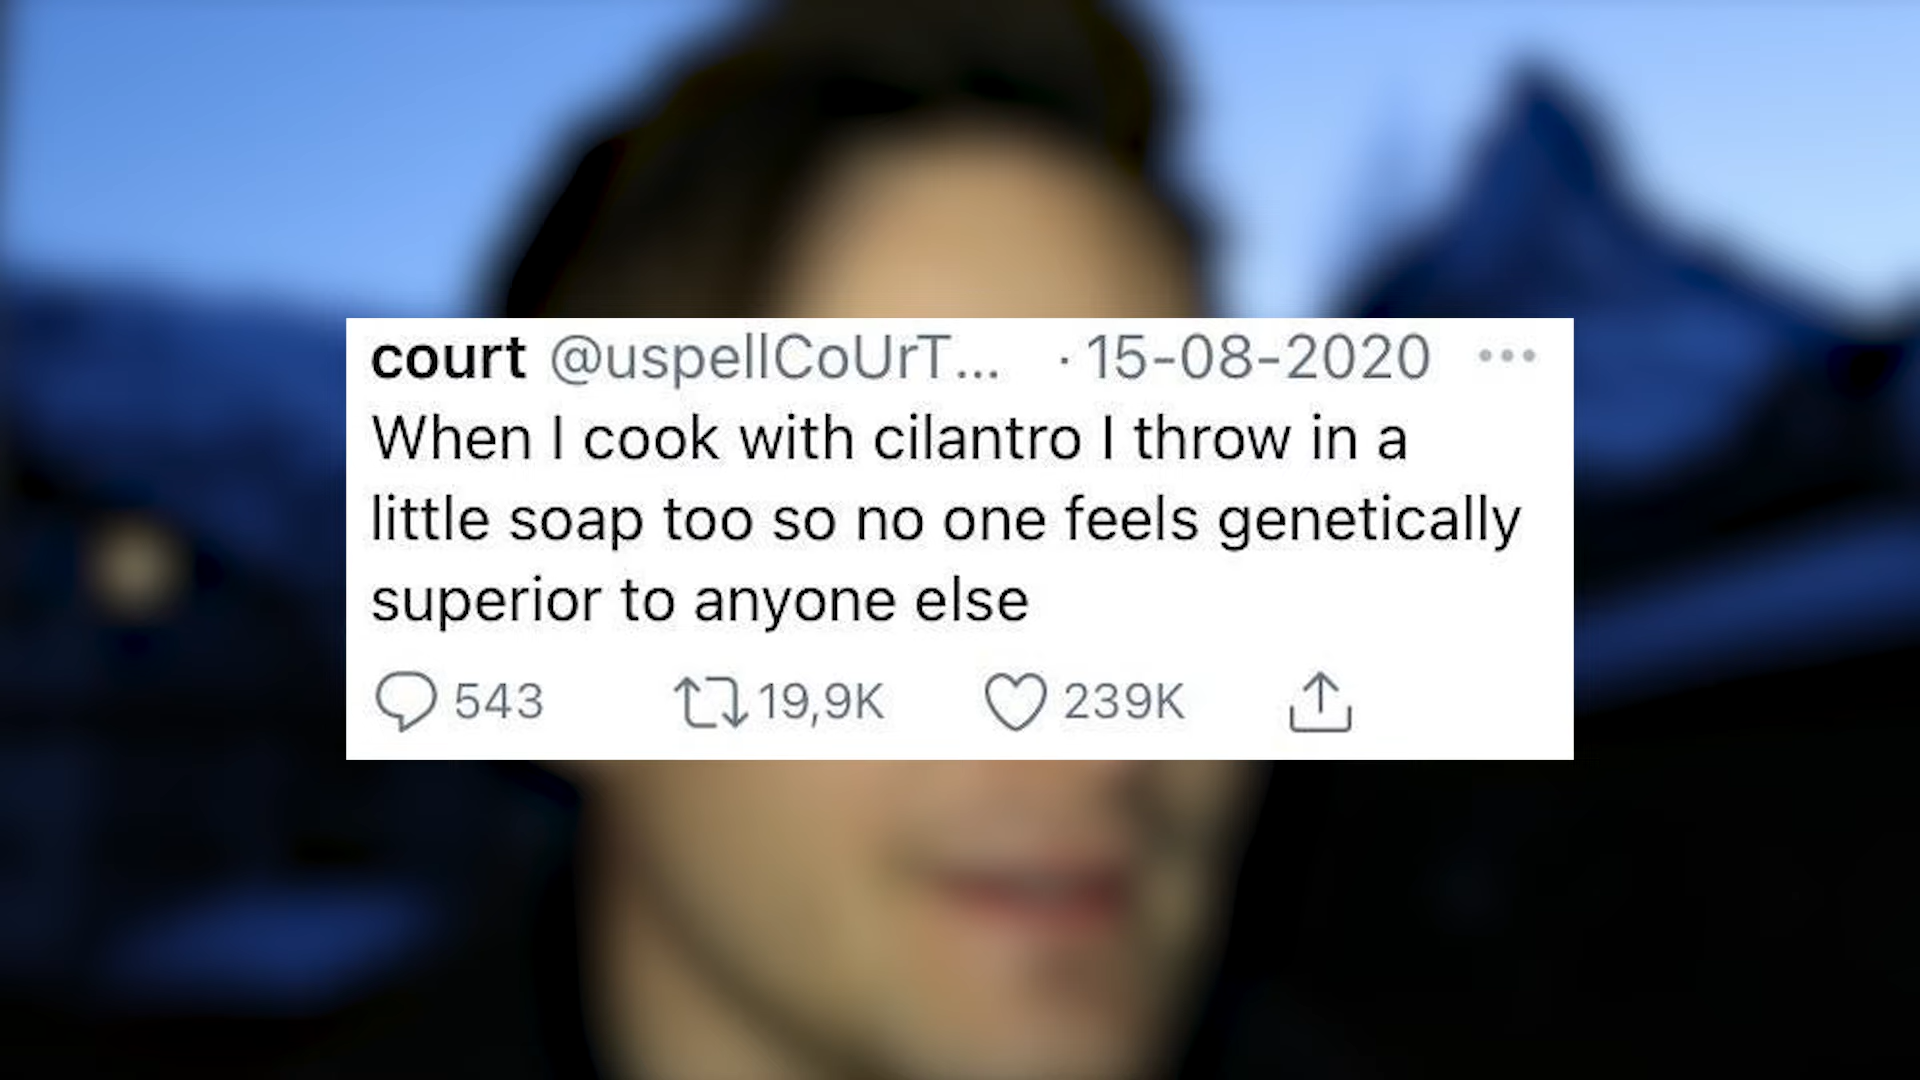 court @uspellCoUrT... · 15-08-2020
When I cook with cilantro I throw in a
little soap too so no one feels genetically
superior to anyone else
543 19,9K 239K